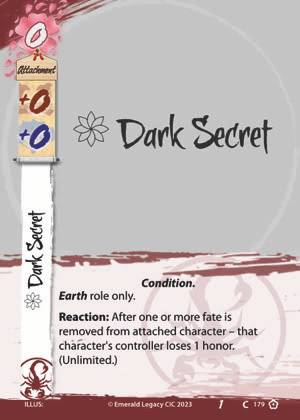 0
Attachment
+0
+0
Dark Secret
Dark Secret
Condition.
Earth role only.
Reaction: After one or more fate is
removed from attached character – that
character's controller loses 1 honor.
(Unlimited.)
ILLUS:
© Emerald Legacy CIC 2023
1
C 179